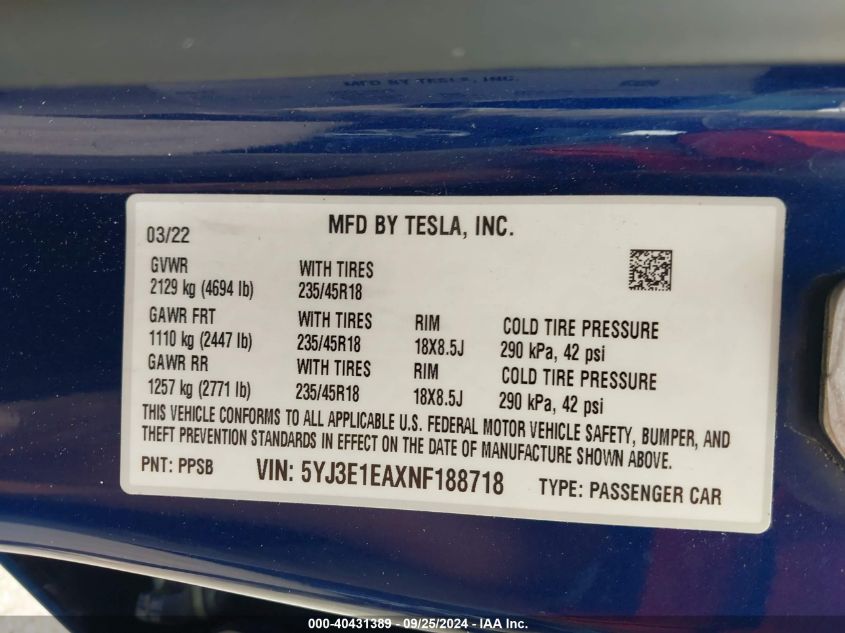 MFD BY TESLA, INC.
03/22 MFD BY TESLA, INC.
GVWR WITH TIRES
2129 kg (4694 lb) 235/45R18
GAWR FRT WITH TIRES RIM COLD TIRE PRESSURE
1110 kg (2447 lb) 235/45R18 18X8.5J 290 kPa, 42 psi
GAWR RR WITH TIRES RIM COLD TIRE PRESSURE
1257 kg (2771 lb) 235/45R18 18X8.5J 290 kPa, 42 psi
THIS VEHICLE CONFORMS TO ALL APPLICABLE U.S. FEDERAL MOTOR VEHICLE SAFETY, BUMPER, AND
THEFT PREVENTION STANDARDS IN EFFECT ON THE DATE OF MANUFACTURE SHOWN ABOVE.
PNT: PPSB VIN: 5YJ3E1EAXNF188718 TYPE: PASSENGER CAR
000-40431389 - 09/25/2024 - IAA Inc.